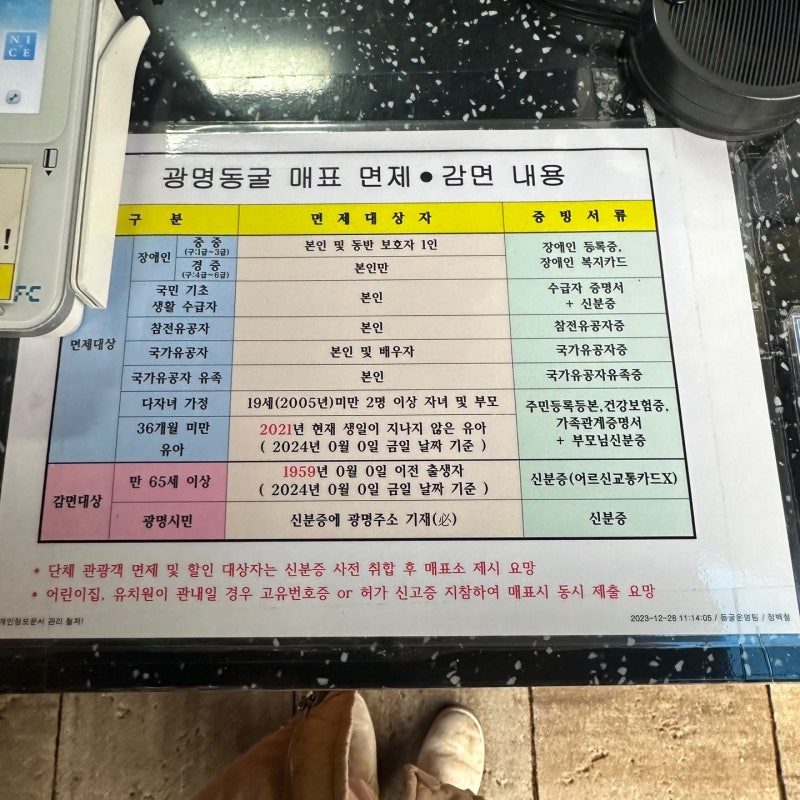 NI
CE
!
FC
광명동굴 매표 면제●감면 내용
구 분 면제대상자 증빙서류
면제대상
장애인
중증
(구:1급~3급)
본인 및 동반 보호자 1인
장애인 등록증,
장애인 복지카드
경증
(구:4급~6급)
본인만
국민 기초
생활 수급자
본인
수급자 증명서
+ 신분증
참전유공자 본인 참전유공자증
국가유공자 본인 및 배우자 국가유공자증
국가유공자 유족 본인 국가유공자유족증
다자녀 가정 19세(2005년)미만 2명 이상 자녀 및 부모
주민등록등본,건강보험증,
가족관계증명서
+ 부모님신분증
36개월 미만
유아
2021년 현재 생일이 지나지 않은 유아
( 2024년 0월 0일 금일 날짜 기준 )
감면대상
만 65세 이상
1959년 0월 0일 이전 출생자
( 2024년 0월 0일 금일 날짜 기준 )
신분증(어르신교통카드X)
광명시민 신분증에 광명주소 기재(必) 신분증
* 단체 관광객 면제 및 할인 대상자는 신분증 사전 취합 후 매표소 제시 요망
* 어린이집, 유치원이 관내일 경우 고유번호증 or 허가 신고증 지참하여 매표시 동시 제출 요망
개인정보문서 관리 철저!
2023-12-28 11:14:05 / 동굴운영팀 / 정백철